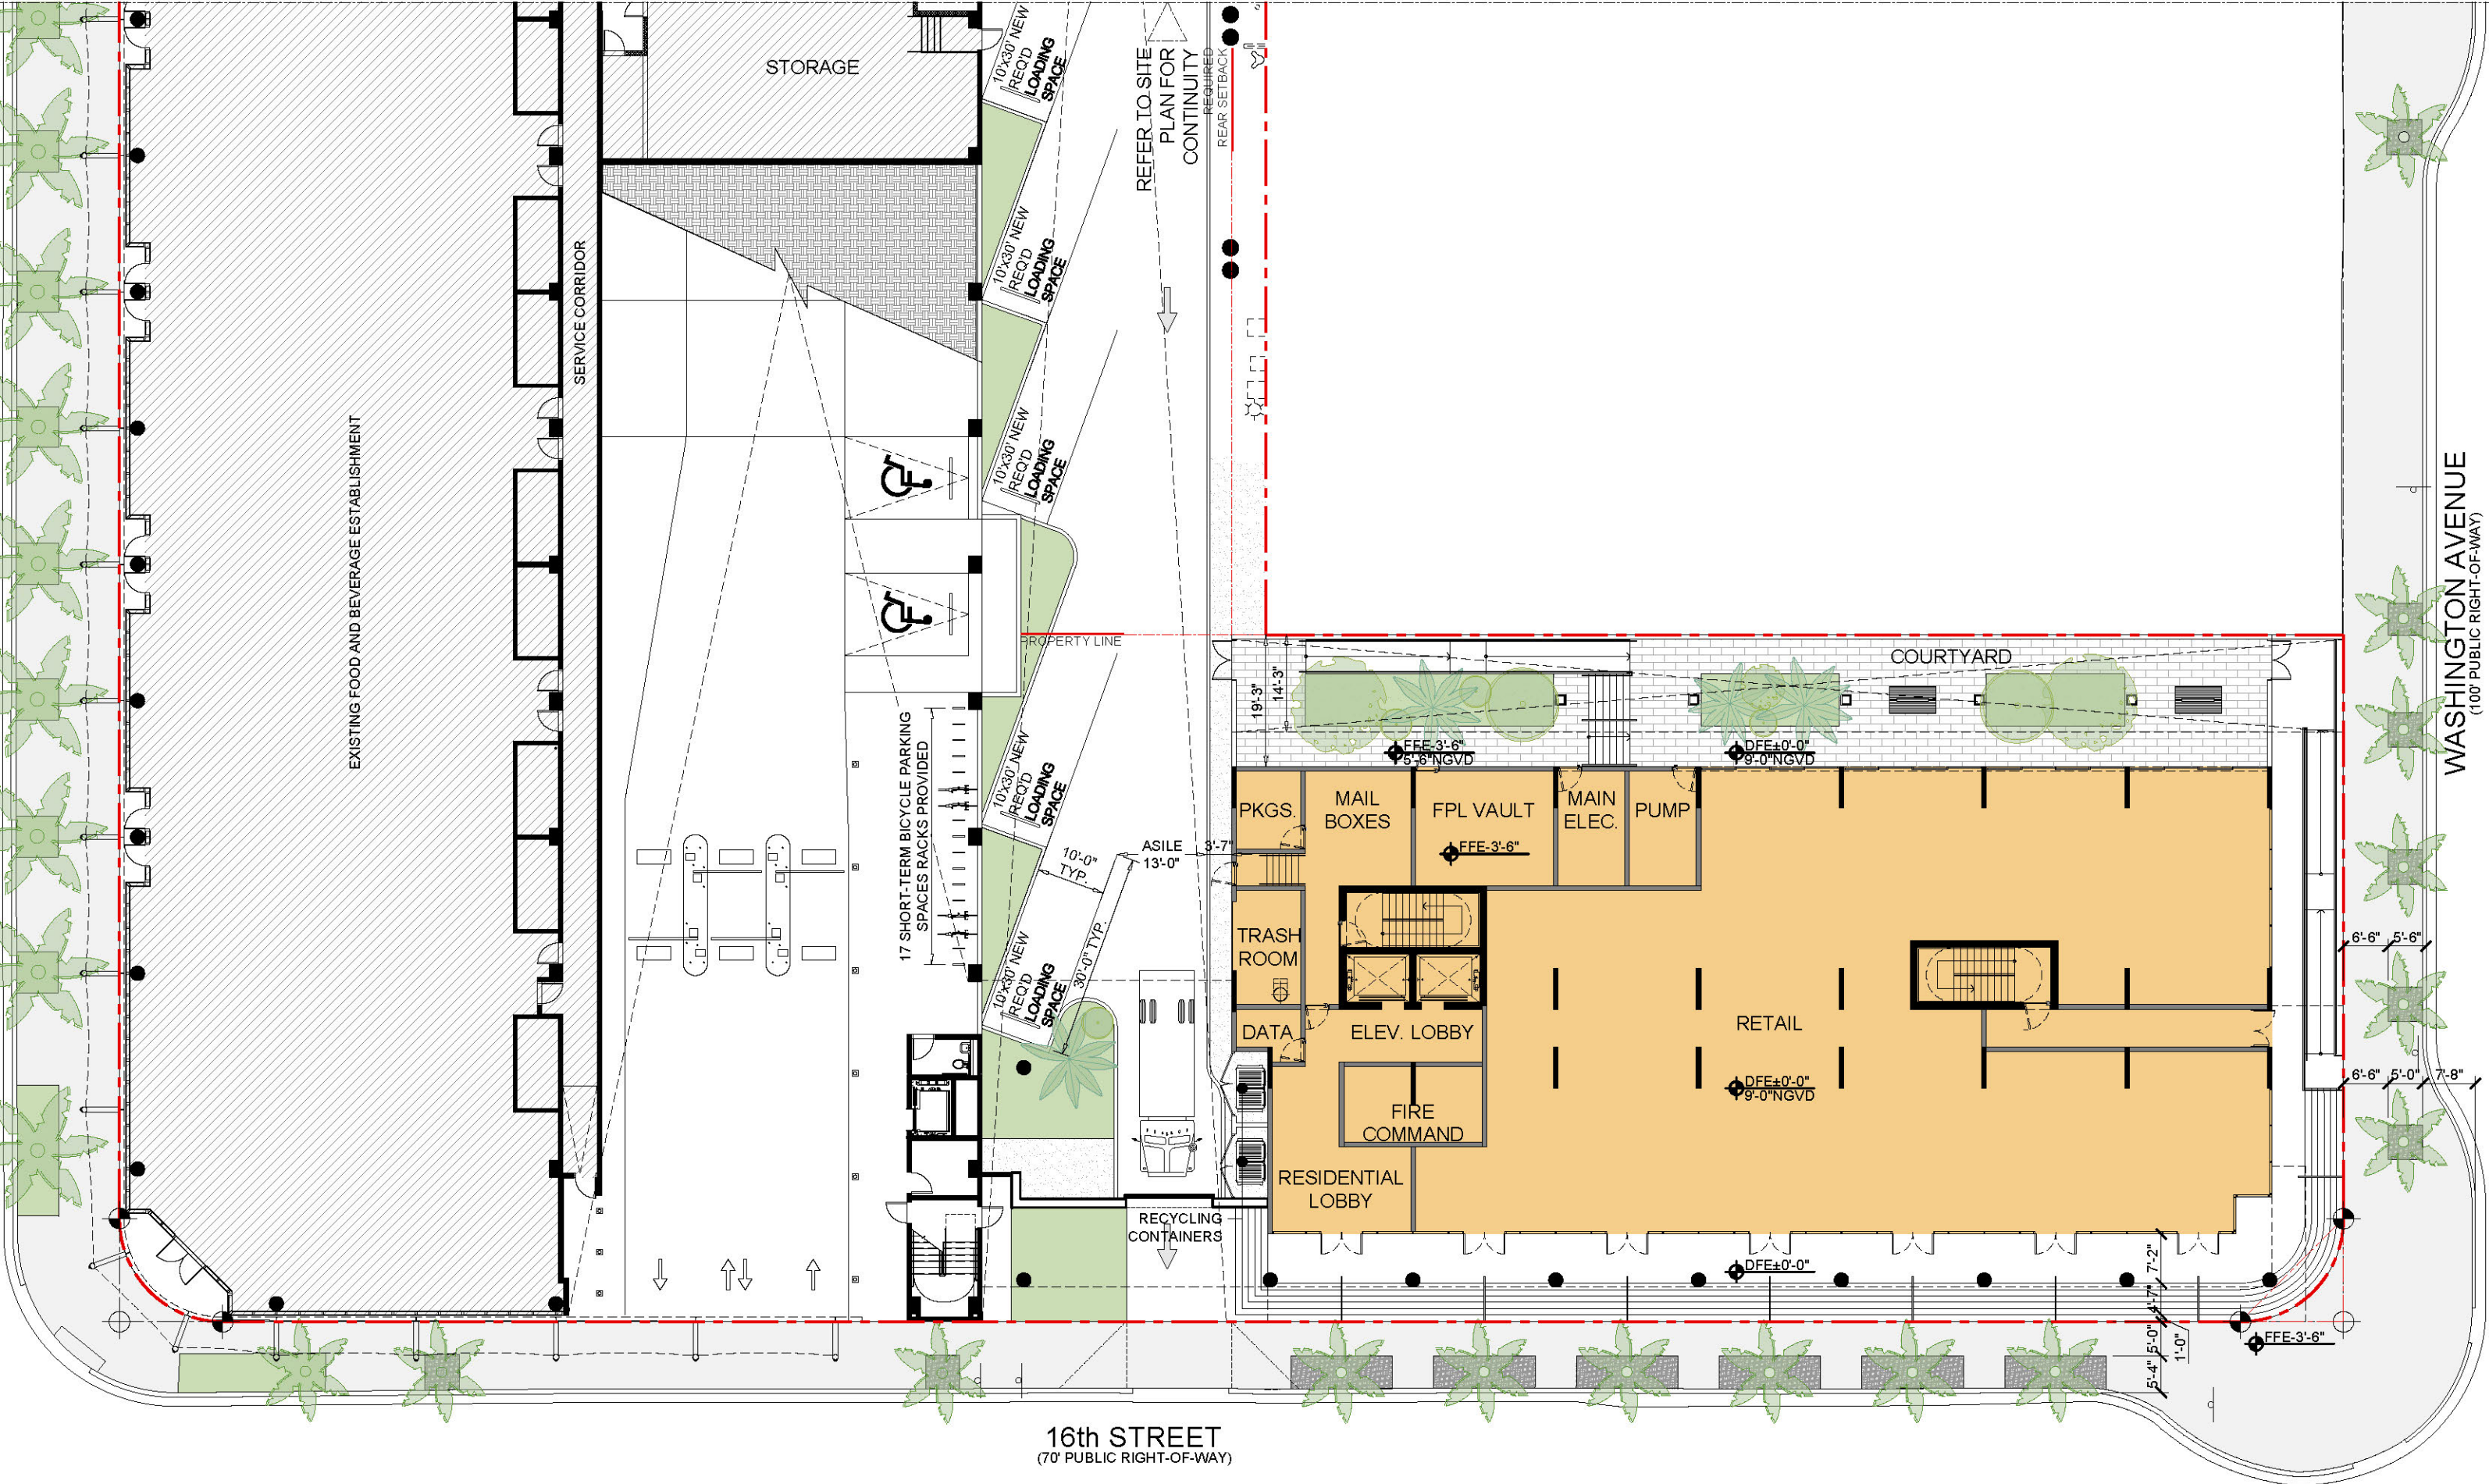 STORAGE
10'x30' NEW
REQ'D
LOADING
SPACE
REFER TO SITE
PLAN FOR
CONTINUITY
REQUIRED
REAR SETBACK
SERVICE CORRIDOR
10'x30' NEW
REQ'D
LOADING
SPACE
EXISTING FOOD AND BEVERAGE ESTABLISHMENT
10'x30' NEW
REQ'D
LOADING
SPACE
WASHINGTON AVENUE
(100' PUBLIC RIGHT-OF-WAY)
PROPERTY LINE
COURTYARD
19'-3"
14'-3"
17 SHORT-TERM BICYCLE PARKING
SPACES RACKS PROVIDED
10'x30' NEW
REQ'D
LOADING
SPACE
FFE-3'-6"
5'-6"NGVD
DFE±0'-0"
9'-0"NGVD
PKGS.
MAIL
BOXES
FPL VAULT
MAIN
ELEC.
PUMP
FFE-3'-6"
ASILE
13'-0"
3'-7"
10'-0"
TYP.
30'-0" TYP.
10'x30' NEW
REQ'D
LOADING
SPACE
TRASH
ROOM
6'-6"
5'-6"
DATA
ELEV. LOBBY
RETAIL
DFE±0'-0"
9'-0"NGVD
6'-6"
5'-0"
7'-8"
FIRE
COMMAND
RESIDENTIAL
LOBBY
RECYCLING
CONTAINERS
DFE±0'-0"
7'-2"
4'-7"
5'-0"
1'-0"
5'-4"
FFE-3'-6"
16th STREET
(70' PUBLIC RIGHT-OF-WAY)